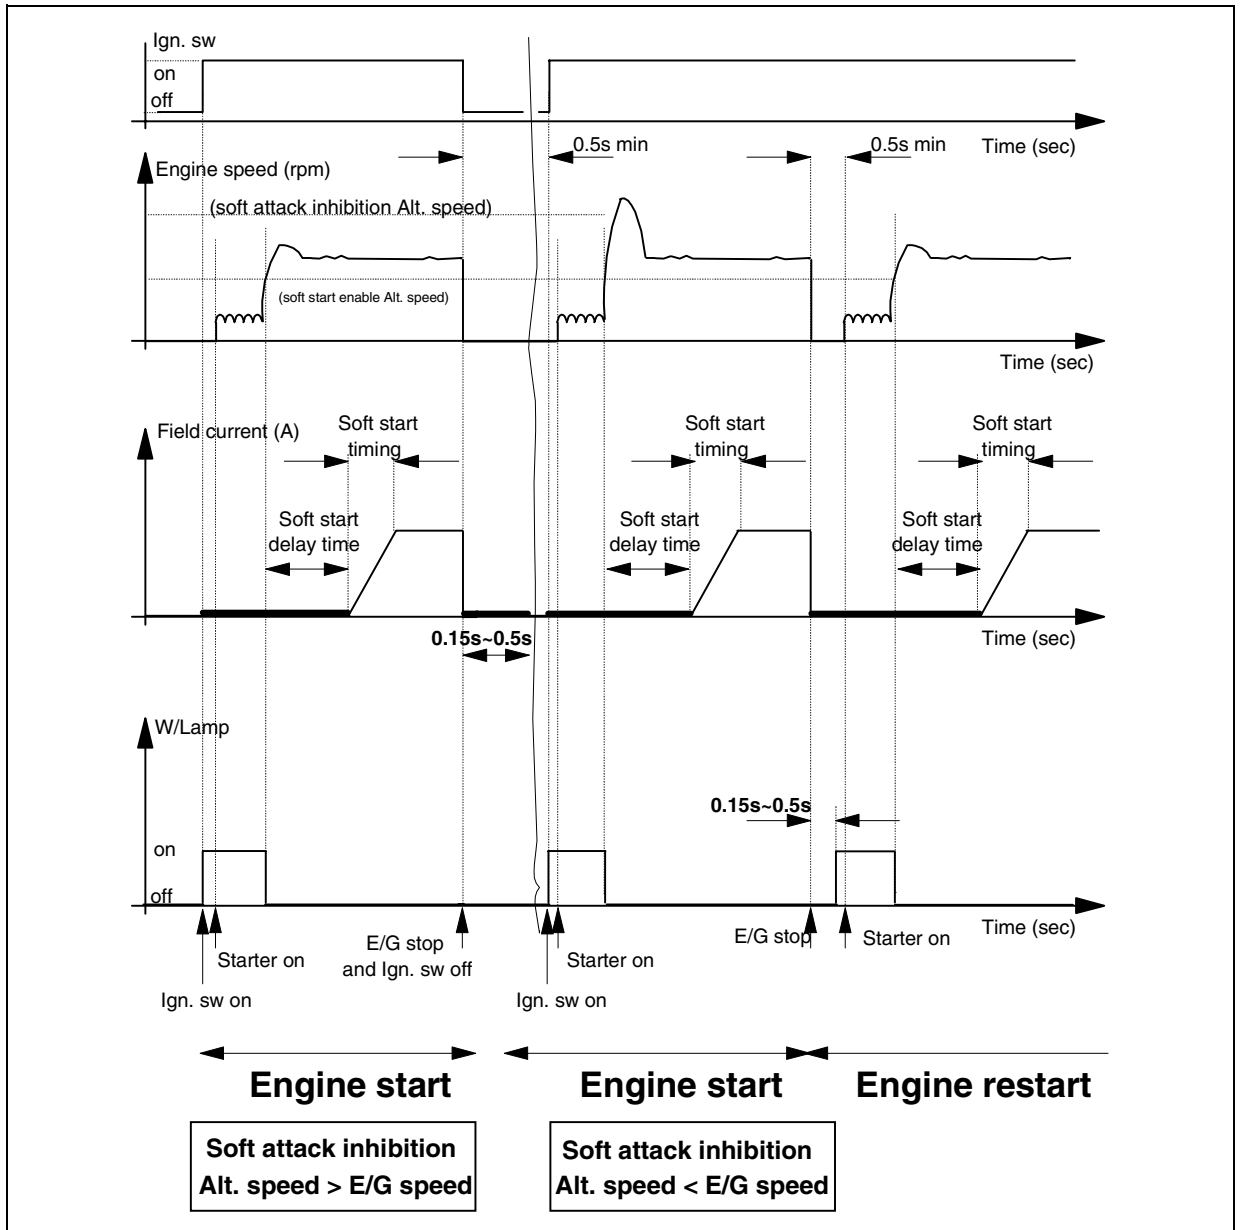 Ign. sw
on
off
Time (sec)
0.5s min
0.5s min
Engine speed (rpm)
(soft attack inhibition Alt. speed)
(soft start enable Alt. speed)
Time (sec)
Field current (A)
Soft start
timing
Soft start
timing
Soft start
timing
Soft start
delay time
Soft start
delay time
Soft start
delay time
Time (sec)
0.15s~0.5s
W/Lamp
0.15s~0.5s
on
off
Time (sec)
Starter on
E/G stop
and Ign. sw off
Starter on
E/G stop
Starter on
Ign. sw on
Ign. sw on
Engine start
Engine start
Engine restart
Soft attack inhibition
Alt. speed > E/G speed
Soft attack inhibition
Alt. speed < E/G speed